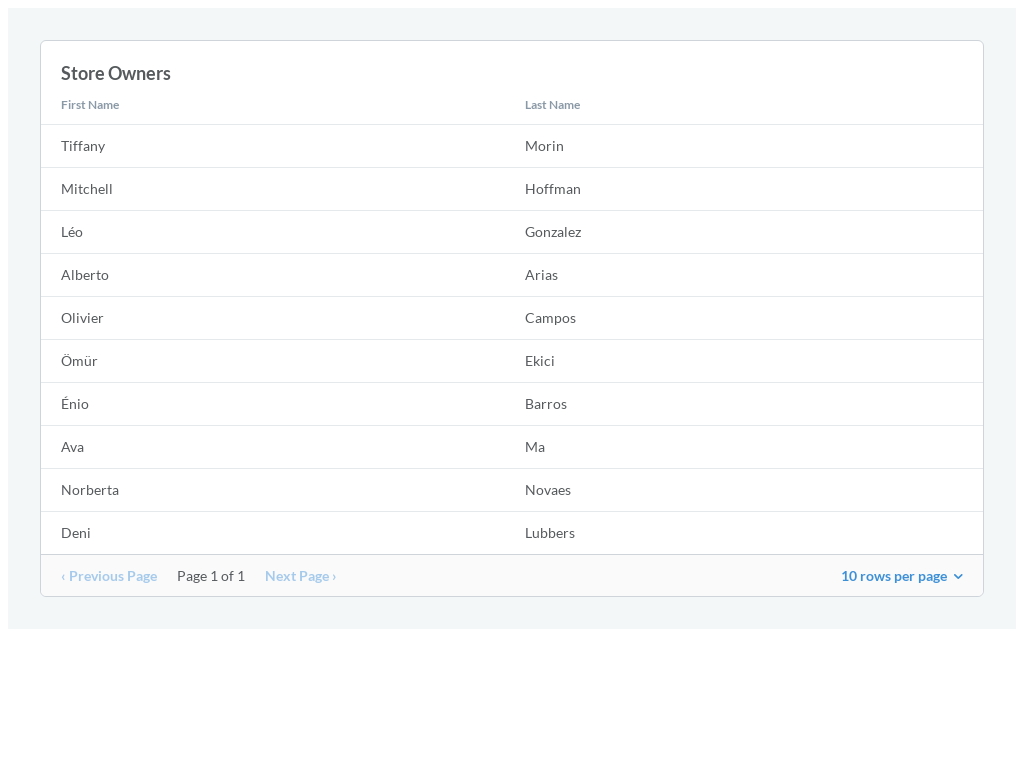 Store Owners
First Name Last Name
Tiffany Morin
Mitchell Hoffman
Léo Gonzalez
Alberto Arias
Olivier Campos
Ömür Ekici
Énio Barros
Ava Ma
Norberta Novaes
Deni Lubbers
‹ Previous Page Page 1 of 1 Next Page › 10 rows per page